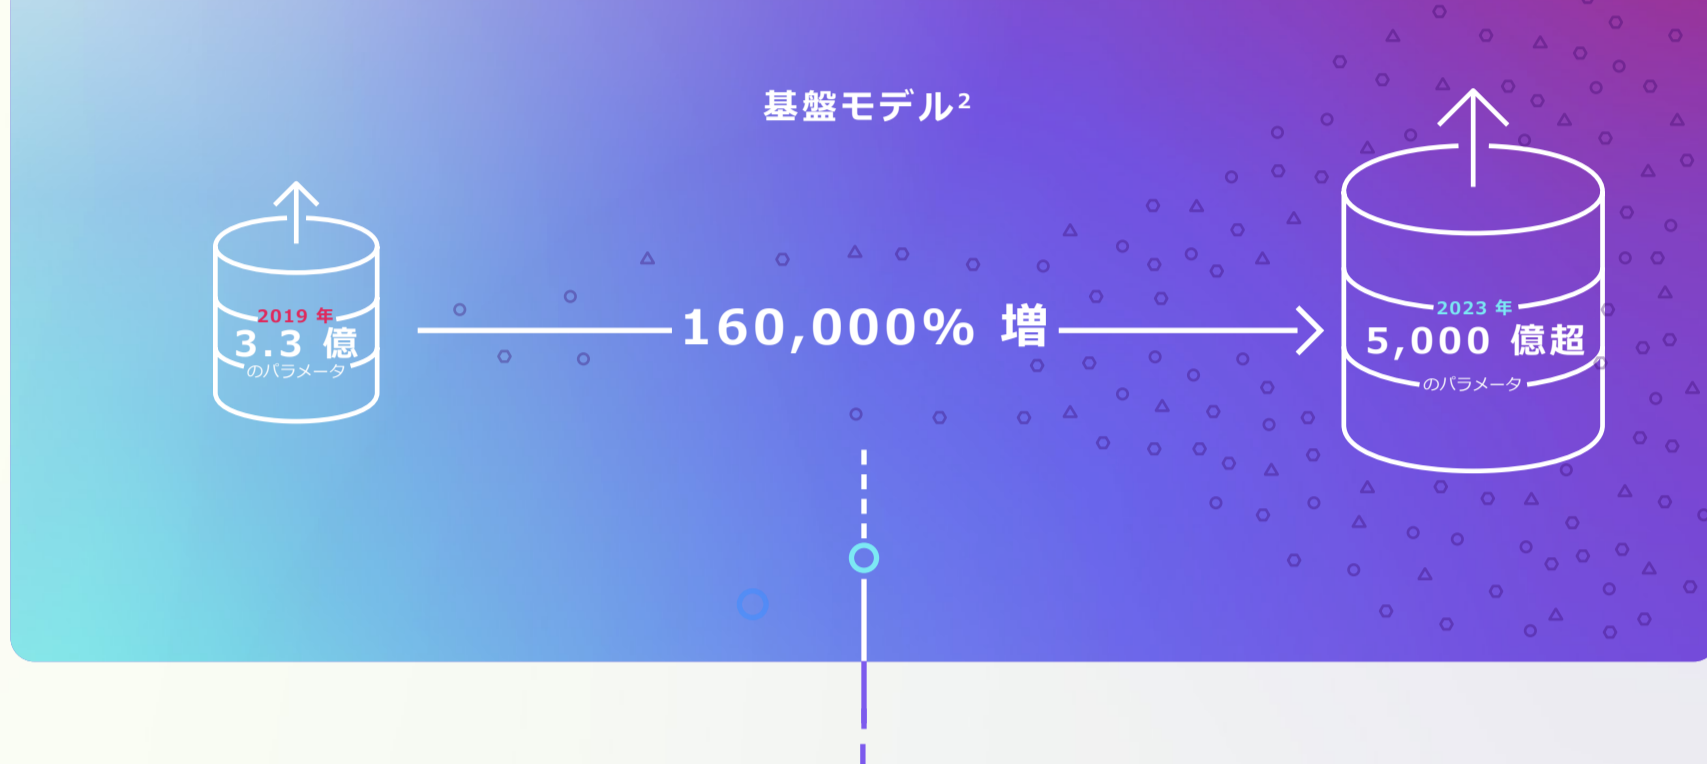 基盤モデル²
2019 年
3.3 億
のパラメータ
160,000% 増
2023 年
5,000 億超
のパラメータ